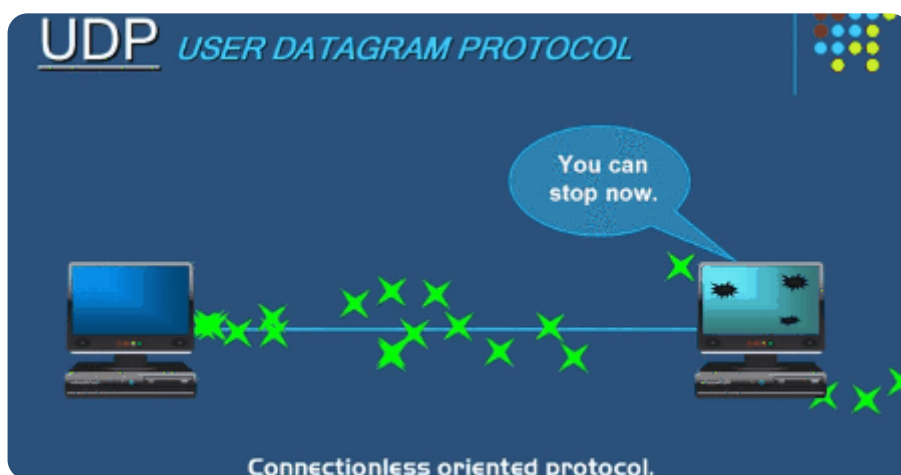 UDP USER DATAGRAM PROTOCOL
You can
stop now.
Connectionless oriented protocol.